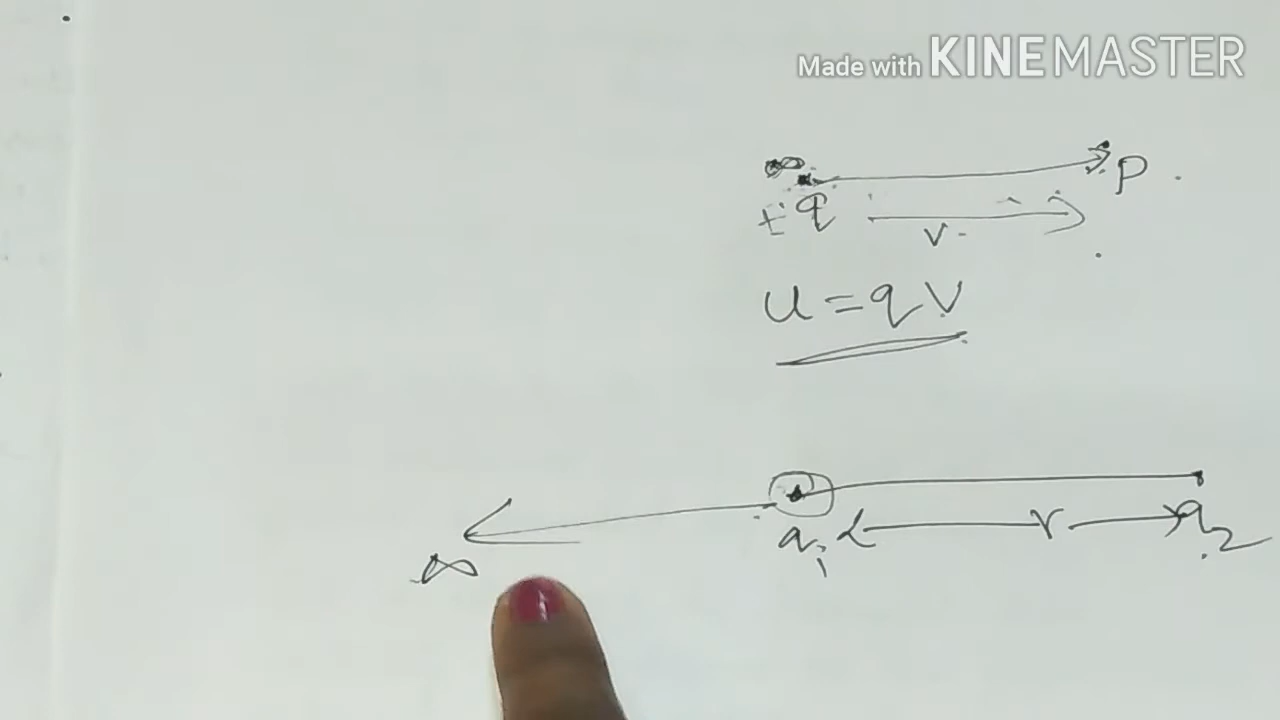 Made with KINEMASTER
∞ P
+q
V
u = qV
q1 r q2
∞